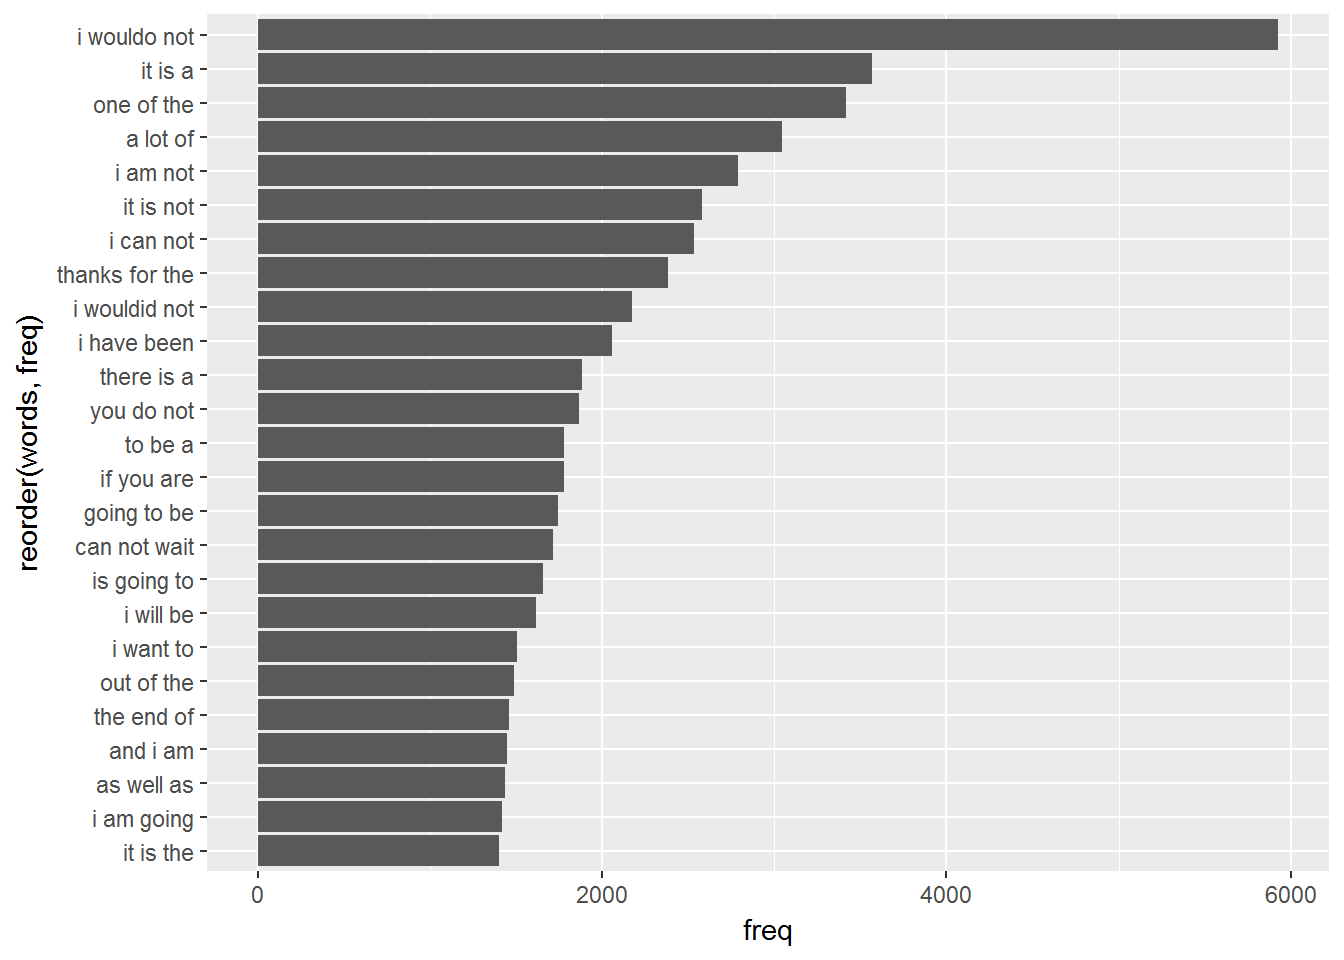 i wouldo not
it is a
one of the
a lot of
i am not
it is not
i can not
thanks for the
i wouldid not
i have been
there is a
you do not
to be a
if you are
going to be
can not wait
is going to
i will be
i want to
out of the
the end of
and i am
as well as
i am going
it is the
reorder(words, freq)
0 2000 4000 6000
freq